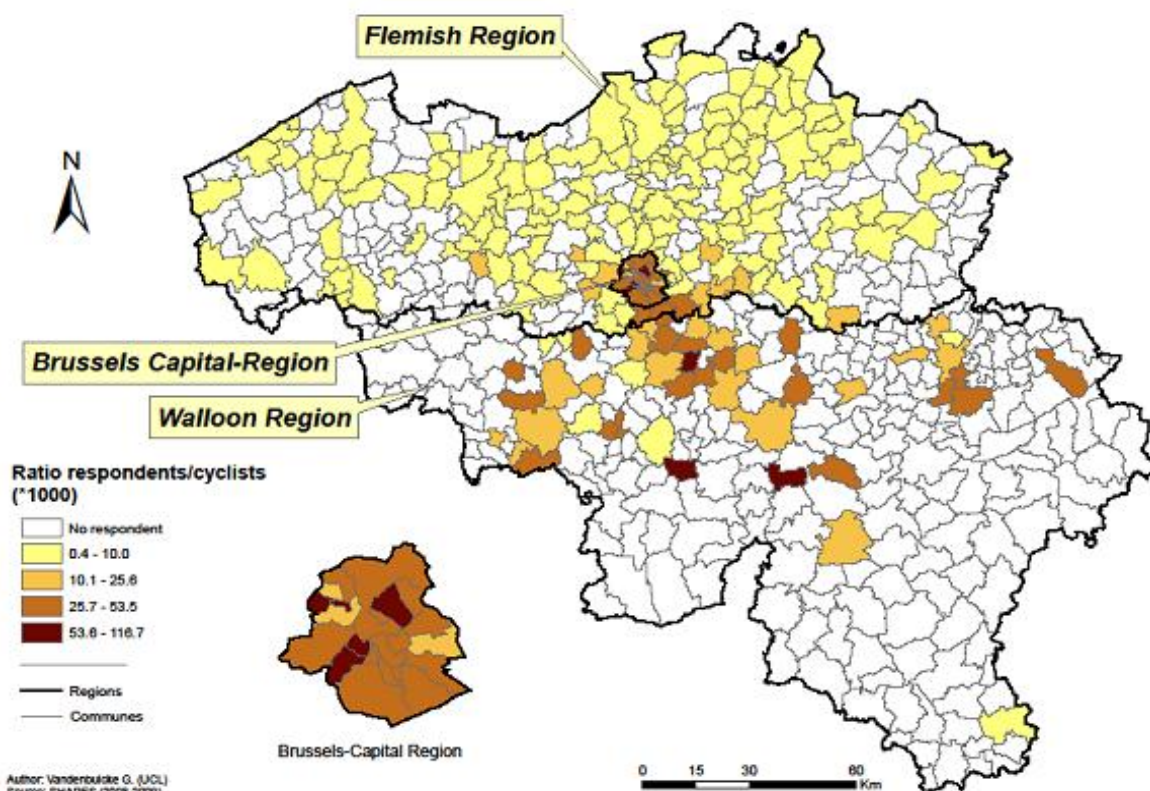 Flemish Region
N
Brussels Capital-Region
Walloon Region
Ratio respondents/cyclists
(*1000)
No respondent
0.4 - 10.0
10.1 - 25.6
25.7 - 53.5
53.6 - 116.7
Regions
Communes
Brussels-Capital Region
0 15 30 60
Km
Author: Vandenbulcke G. (UCL)